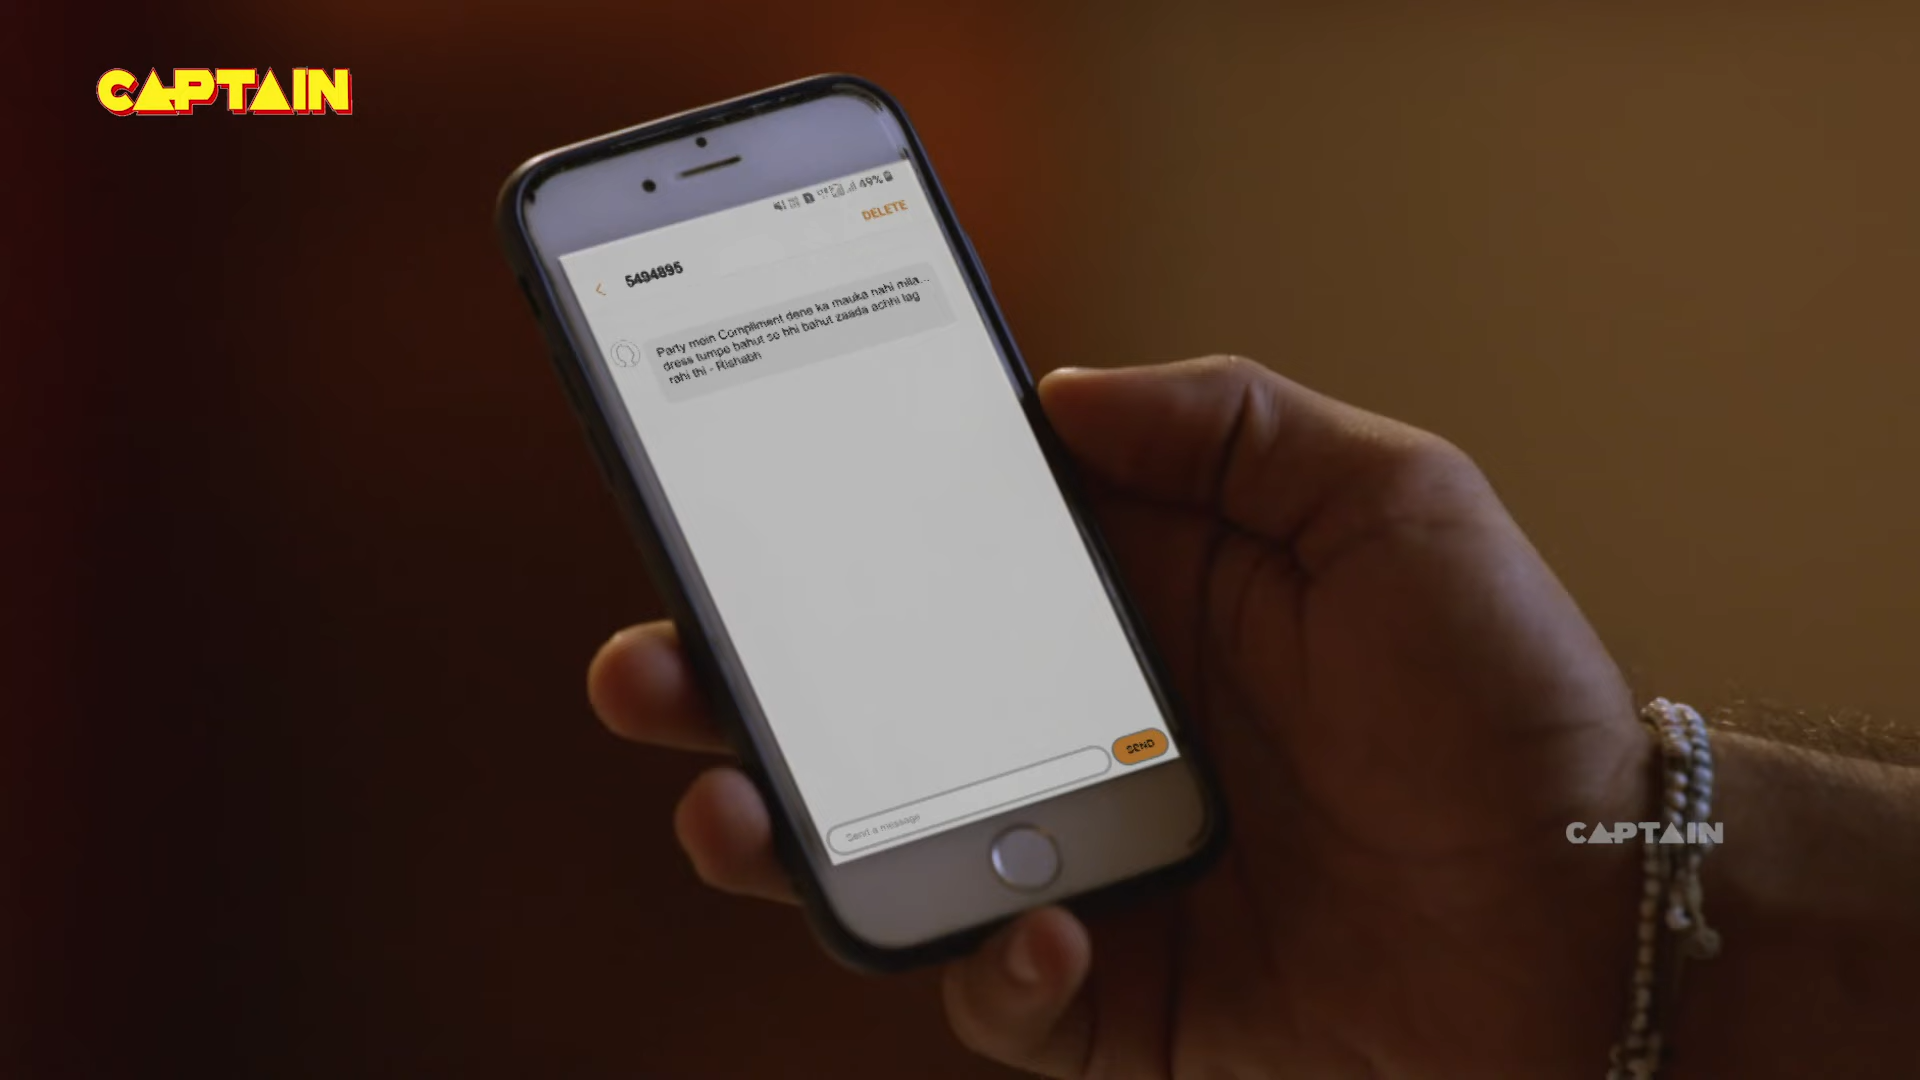 CAPTAIN
49%
DELETE
5494895
Party mein Compliment dene ka mauka nahi mila...
dress tumpe bahut se bhi bahut zaada achhi lag
rahi thi - Rishabh
Send a message
SEND
CAPTAIN